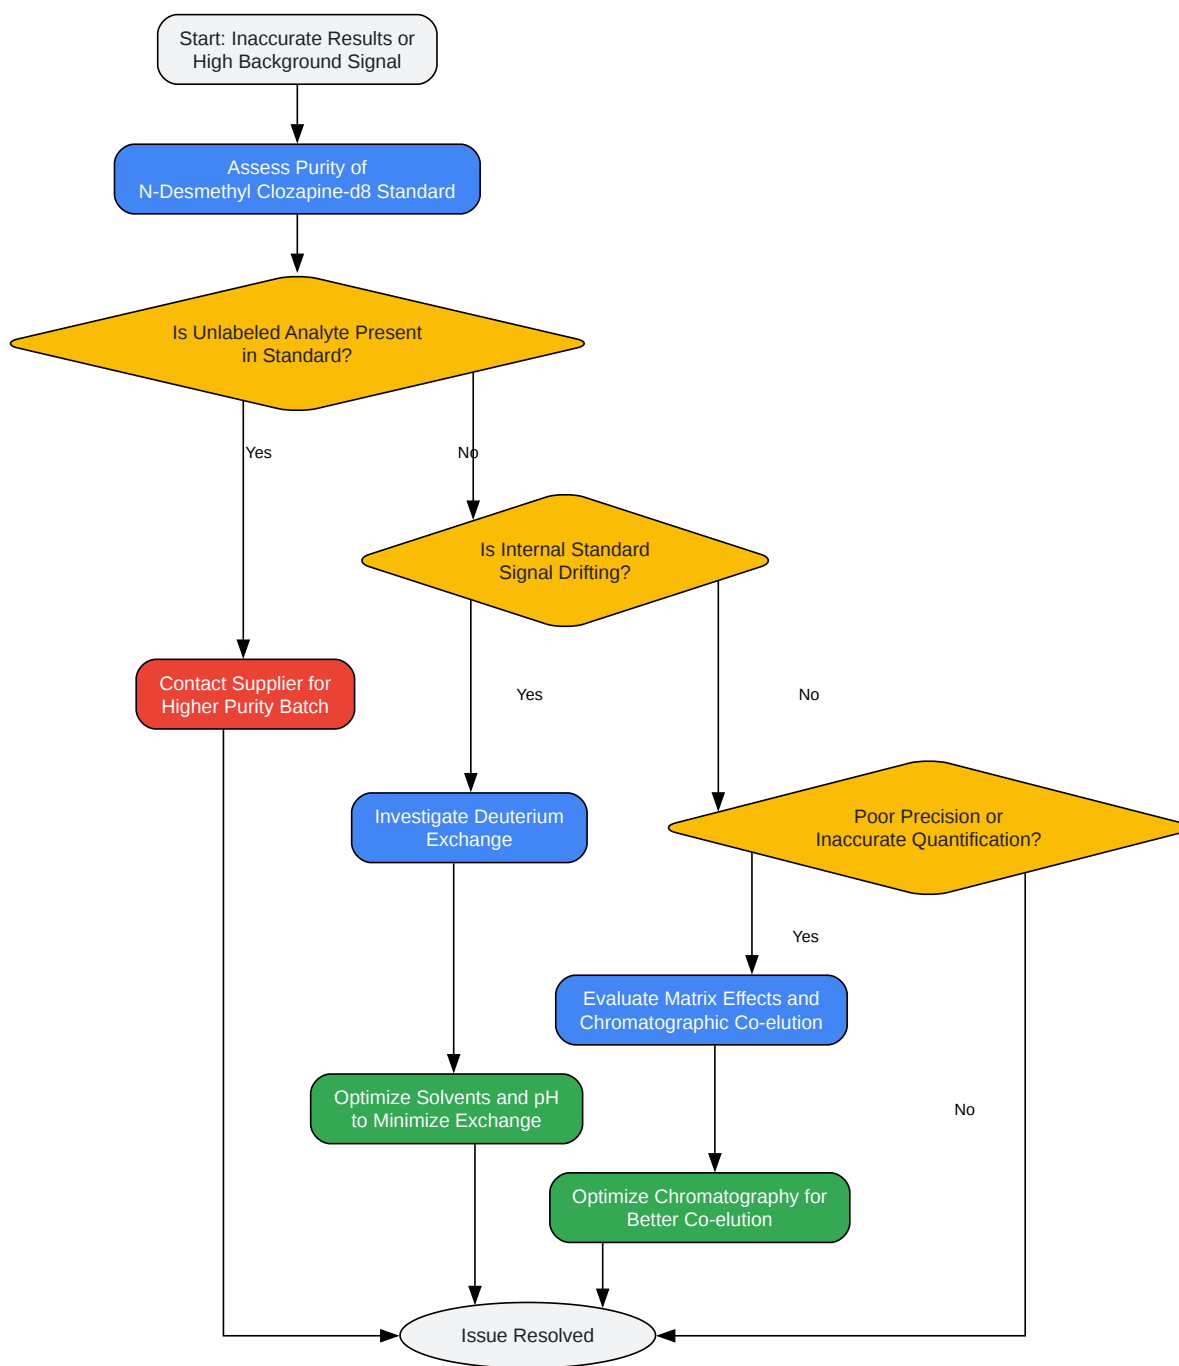 Start: Inaccurate Results or
High Background Signal
Assess Purity of
N-Desmethyl Clozapine-d8 Standard
Is Unlabeled Analyte Present
in Standard?
Yes
No
Is Internal Standard
Signal Drifting?
Contact Supplier for
Higher Purity Batch
Yes
No
Investigate Deuterium
Exchange
Poor Precision or
Inaccurate Quantification?
Yes
Evaluate Matrix Effects and
Chromatographic Co-elution
Optimize Solvents and pH
to Minimize Exchange
No
Optimize Chromatography for
Better Co-elution
Issue Resolved